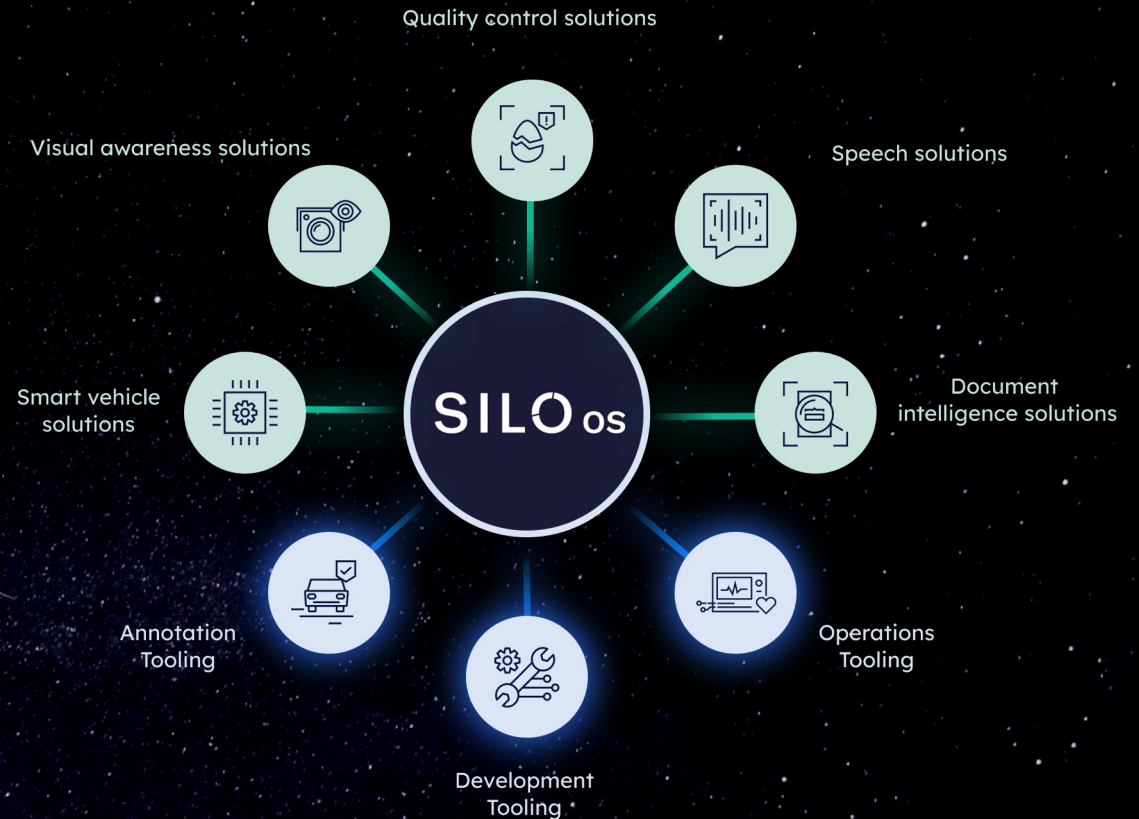 Quality control solutions
Visual awareness solutions
Speech solutions
SILO OS
Smart vehicle
solutions
Document
intelligence solutions
Annotation
Tooling
Operations
Tooling
Development
Tooling